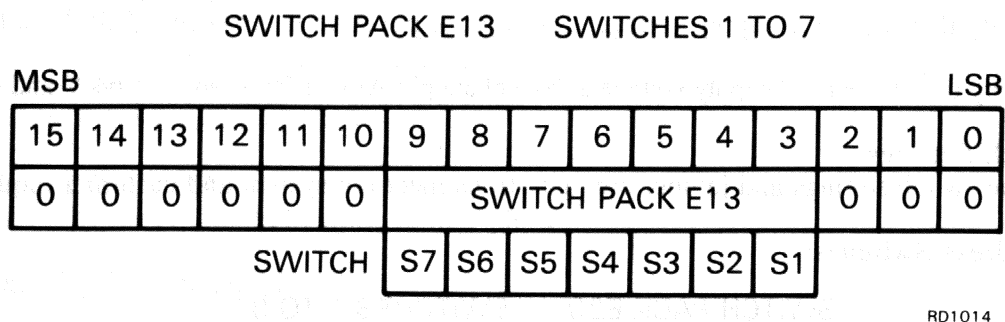 SWITCH PACK E13 SWITCHES 1 TO 7
MSB LSB
15 14 13 12 11 10 9 8 7 6 5 4 3 2 1 0
0 0 0 0 0 0 SWITCH PACK E13 0 0 0
SWITCH S7 S6 S5 S4 S3 S2 S1
RD1014